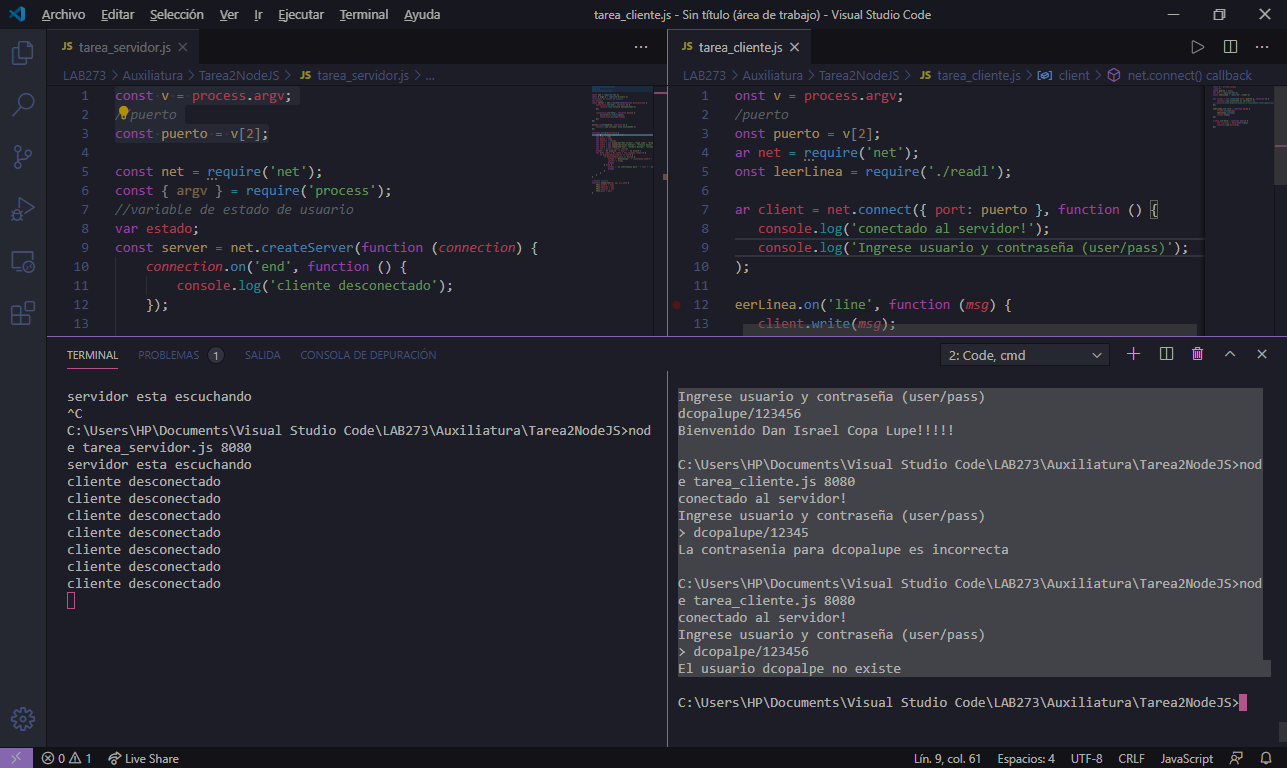 Archivo Editar Selección Ver Ir Ejecutar Terminal Ayuda
tarea_cliente.js - Sin título (área de trabajo) - Visual Studio Code
JS tarea_servidor.js
LAB273 > Auxiliatura > Tarea2NodeJS > JS tarea_servidor.js > ...
1 const v = process.argv;
2 //puerto
3 const puerto = v[2];
4
5 const net = require('net');
6 const { argv } = require('process');
7 //variable de estado de usuario
8 var estado;
9 const server = net.createServer(function (connection) {
10 connection.on('end', function () {
11 console.log('cliente desconectado');
12 });
13
JS tarea_cliente.js
LAB273 > Auxiliatura > Tarea2NodeJS > JS tarea_cliente.js > client > net.connect() callback
1 onst v = process.argv;
2 /puerto
3 onst puerto = v[2];
4 ar net = require('net');
5 onst leerLinea = require('./readl');
6
7 ar client = net.connect({ port: puerto }, function () {
8 console.log('conectado al servidor!');
9 console.log('Ingrese usuario y contraseña (user/pass)');
10 );
11
12 eerLinea.on('line', function (msg) {
13 client.write(msg);
TERMINAL PROBLEMAS 1 SALIDA CONSOLA DE DEPURACIÓN
2: Code, cmd
servidor esta escuchando
^C
C:\Users\HP\Documents\Visual Studio Code\LAB273\Auxiliatura\Tarea2NodeJS>nod
e tarea_servidor.js 8080
servidor esta escuchando
cliente desconectado
cliente desconectado
cliente desconectado
cliente desconectado
cliente desconectado
cliente desconectado
cliente desconectado
Ingrese usuario y contraseña (user/pass)
dcopalupe/123456
Bienvenido Dan Israel Copa Lupe!!!!!
C:\Users\HP\Documents\Visual Studio Code\LAB273\Auxiliatura\Tarea2NodeJS>nod
e tarea_cliente.js 8080
conectado al servidor!
Ingrese usuario y contraseña (user/pass)
> dcopalupe/12345
La contrasenia para dcopalupe es incorrecta
C:\Users\HP\Documents\Visual Studio Code\LAB273\Auxiliatura\Tarea2NodeJS>nod
e tarea_cliente.js 8080
conectado al servidor!
Ingrese usuario y contraseña (user/pass)
> dcopalpe/123456
El usuario dcopalpe no existe
C:\Users\HP\Documents\Visual Studio Code\LAB273\Auxiliatura\Tarea2NodeJS>
0 1 Live Share
Lín. 9, col. 61 Espacios: 4 UTF-8 CRLF JavaScript